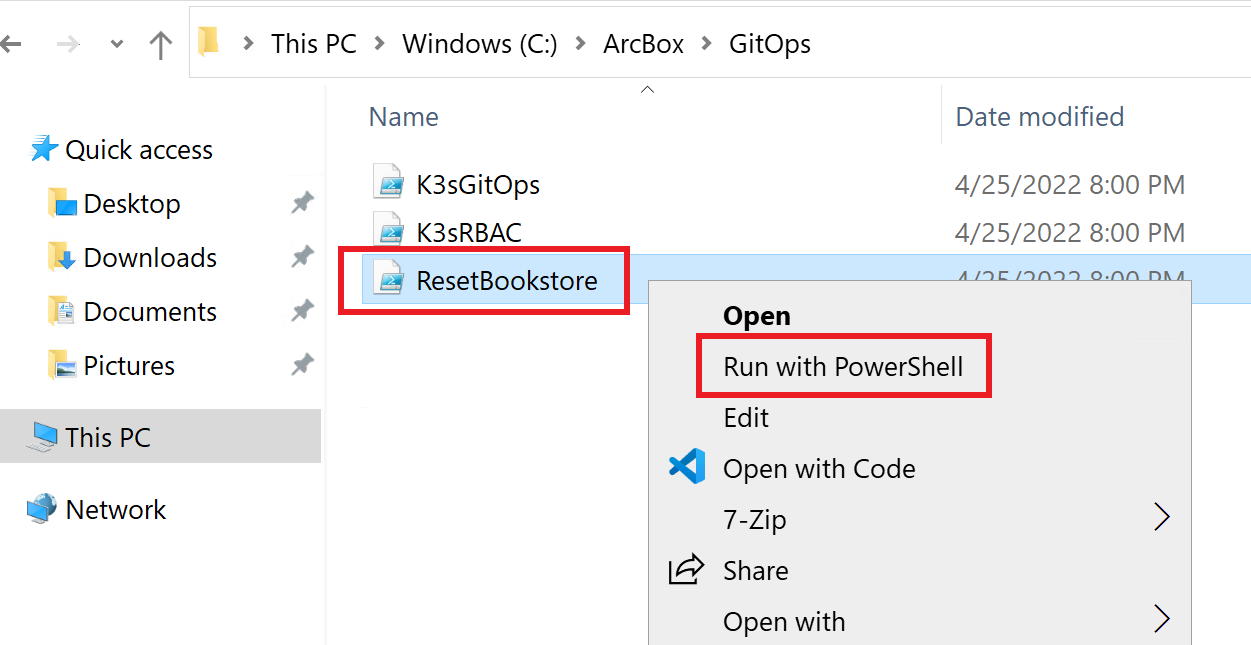 This PC > Windows (C:) > ArcBox > GitOps
Name Date modified
Quick access
Desktop
Downloads
Documents
Pictures
This PC
Network
K3sGitOps 4/25/2022 8:00 PM
K3sRBAC 4/25/2022 8:00 PM
ResetBookstore 4/25/2022 8:00 PM
Open
Run with PowerShell
Edit
Open with Code
7-Zip
Share
Open with